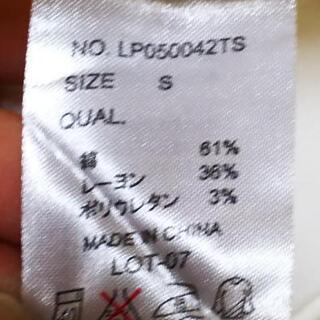 NO. LP050042TS
SIZE S
QUAL.
綿 61%
レーヨン 36%
ポリウレタン 3%
MADE IN CHINA
LOT-07